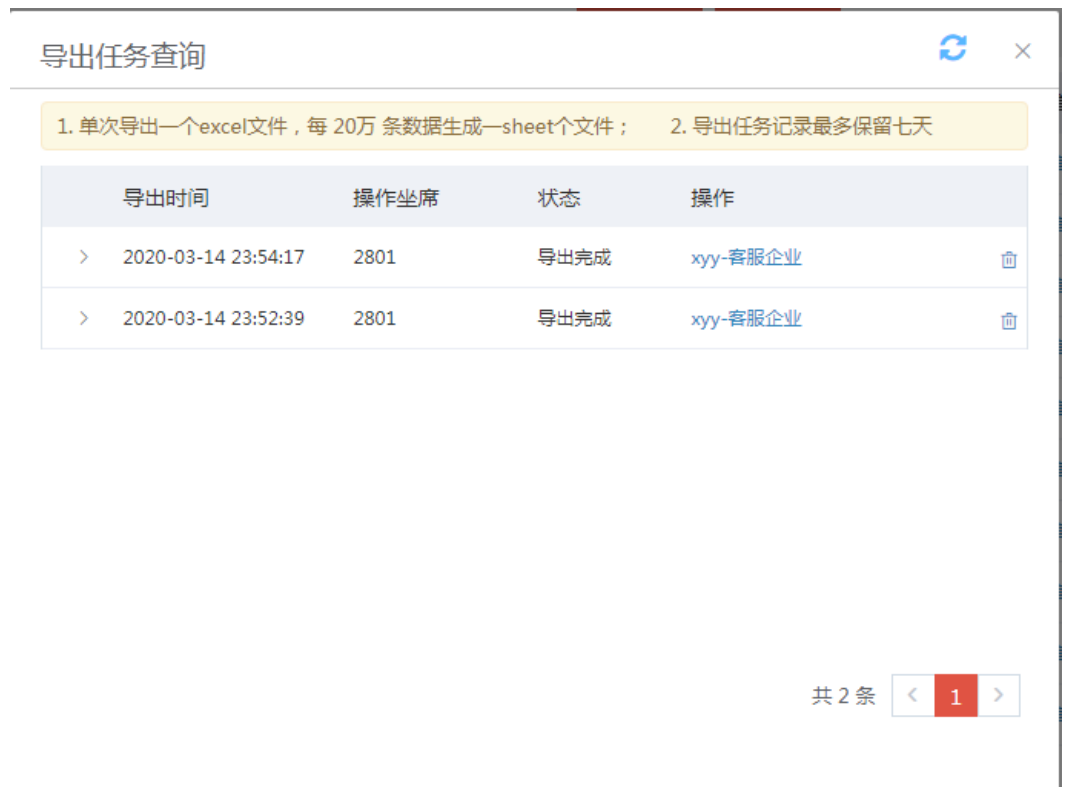 导出任务查询
1. 单次导出一个excel文件，每 20万 条数据生成一sheet个文件； 2. 导出任务记录最多保留七天
导出时间 操作坐席 状态 操作
2020-03-14 23:54:17 2801 导出完成 xyy-客服企业
2020-03-14 23:52:39 2801 导出完成 xyy-客服企业
共 2 条 1